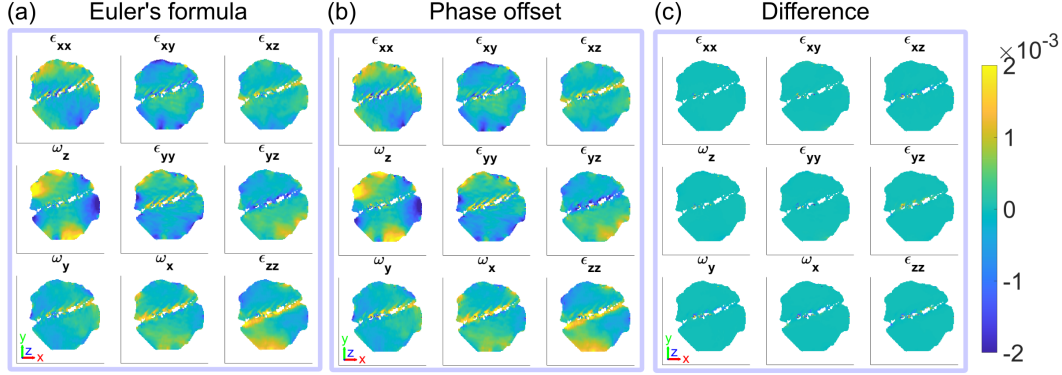 (a) Euler's formula (b) Phase offset (c) Difference
ϵxx ϵxy ϵxz ϵxx ϵxy ϵxz ϵxx ϵxy ϵxz
×10⁻³
2
ωz ϵyy ϵyz ωz ϵyy ϵyz ωz ϵyy ϵyz
1
0
ωy ωx ϵzz ωy ωx ϵzz ωy ωx ϵzz
-1
y z x y z x y z x
-2